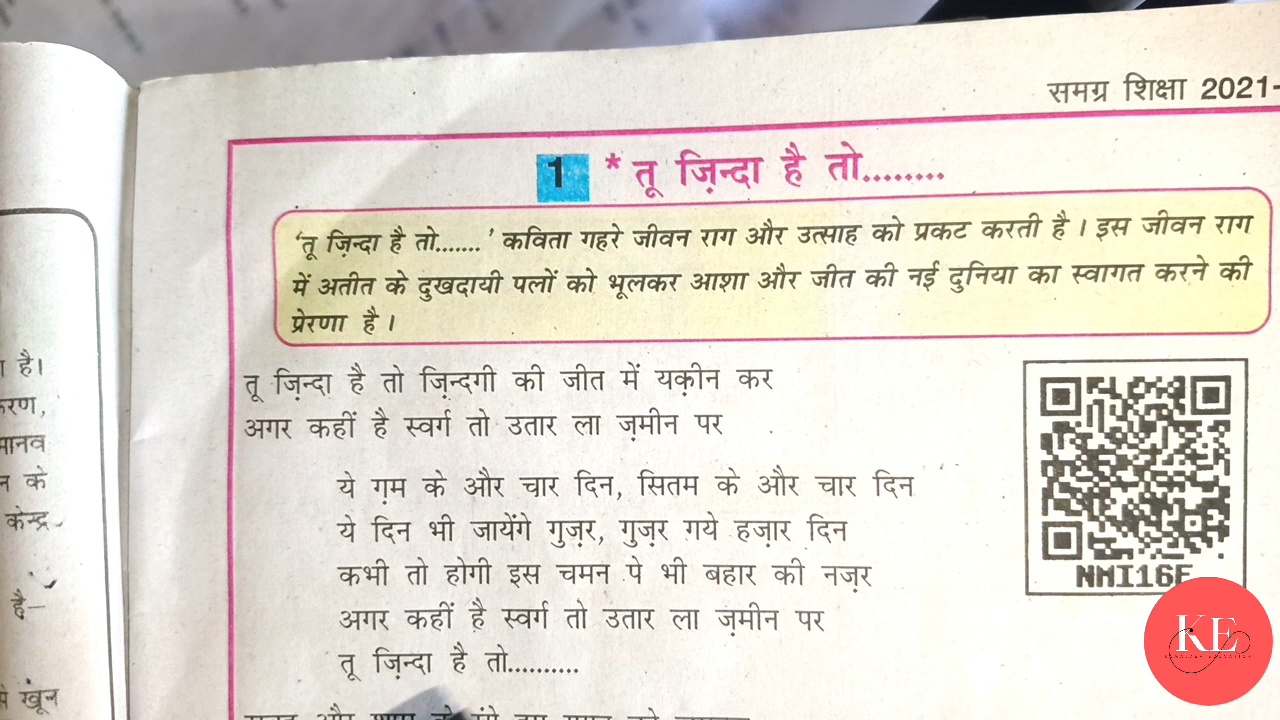 समग्र शिक्षा 2021-
1 * तू ज़िन्दा है तो........
'तू ज़िन्दा है तो.......' कविता गहरे जीवन राग और उत्साह को प्रकट करती है। इस जीवन राग
में अतीत के दुखदायी पलों को भूलकर आशा और जीत की नई दुनिया का स्वागत करने की
प्रेरणा है।
तू ज़िन्दा है तो ज़िन्दगी की जीत में यक़ीन कर
अगर कहीं है स्वर्ग तो उतार ला ज़मीन पर
ये ग़म के और चार दिन, सितम के और चार दिन
ये दिन भी जायेंगे गुज़र, गुज़र गये हज़ार दिन
कभी तो होगी इस चमन पे भी बहार की नज़र
अगर कहीं है स्वर्ग तो उतार ला ज़मीन पर
तू ज़िन्दा है तो..........
NMI16F
है।
मानव
के
केन्द्र
है–
खून
KE